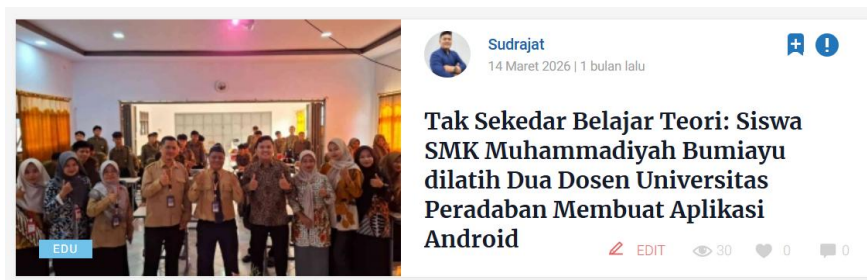 EDU
Sudrajat
14 Maret 2026 | 1 bulan lalu
Tak Sekedar Belajar Teori: Siswa
SMK Muhammadiyah Bumiayu
dilatih Dua Dosen Universitas
Peradaban Membuat Aplikasi
Android
EDIT 30 0 0